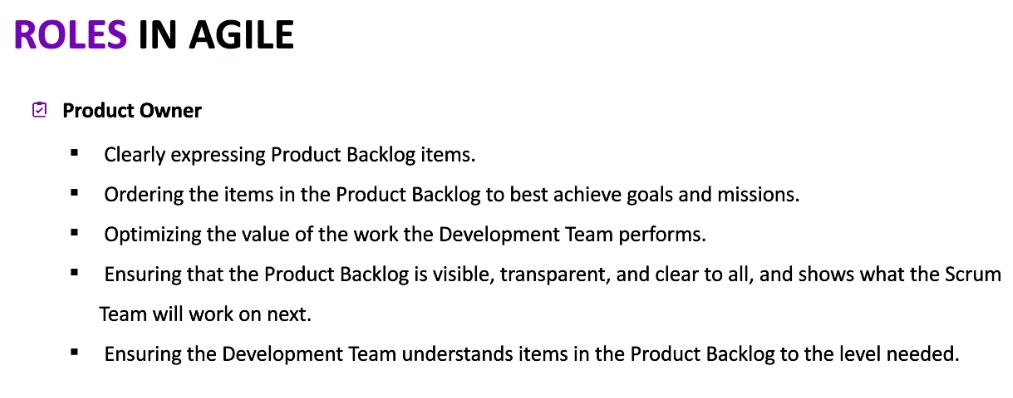 ROLES IN AGILE
Product Owner
▪ Clearly expressing Product Backlog items.
▪ Ordering the items in the Product Backlog to best achieve goals and missions.
▪ Optimizing the value of the work the Development Team performs.
▪ Ensuring that the Product Backlog is visible, transparent, and clear to all, and shows what the Scrum
Team will work on next.
▪ Ensuring the Development Team understands items in the Product Backlog to the level needed.